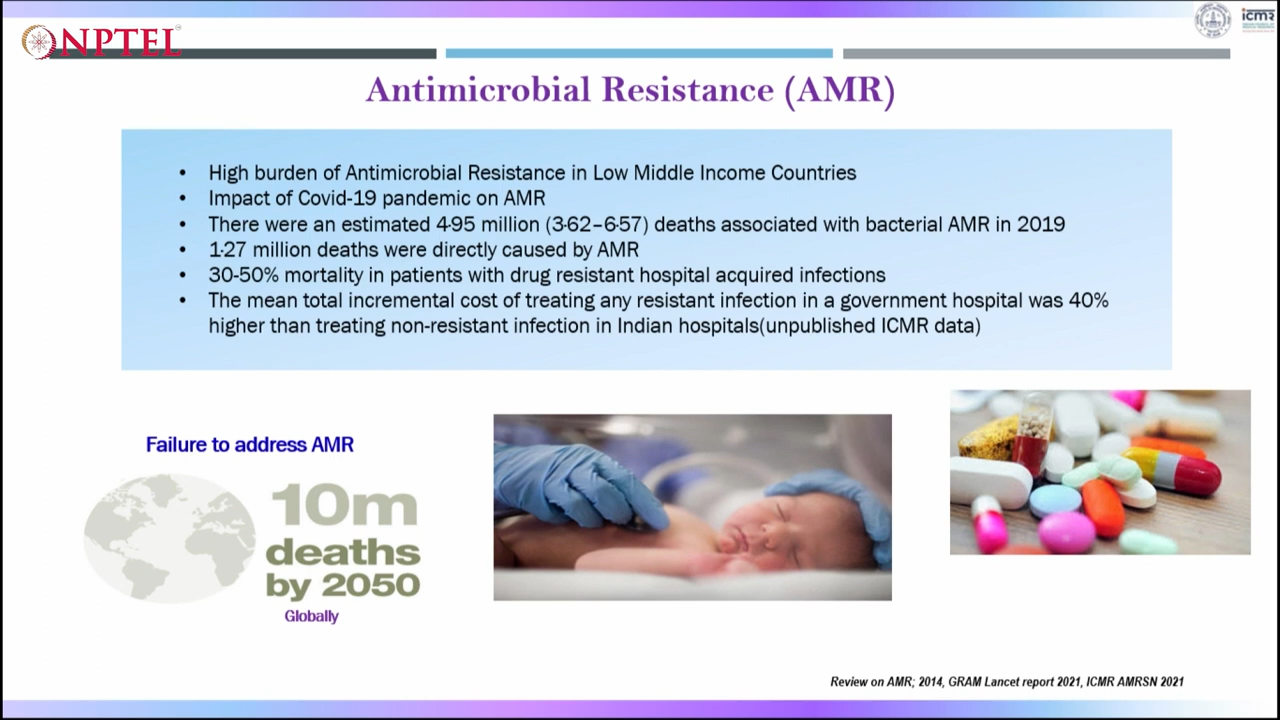 NPTEL
icmr
Antimicrobial Resistance (AMR)
• High burden of Antimicrobial Resistance in Low Middle Income Countries
• Impact of Covid-19 pandemic on AMR
• There were an estimated 4·95 million (3·62–6·57) deaths associated with bacterial AMR in 2019
• 1·27 million deaths were directly caused by AMR
• 30-50% mortality in patients with drug resistant hospital acquired infections
• The mean total incremental cost of treating any resistant infection in a government hospital was 40%
higher than treating non-resistant infection in Indian hospitals(unpublished ICMR data)
Failure to address AMR
10m
deaths
by 2050
Globally
Review on AMR; 2014, GRAM Lancet report 2021, ICMR AMRSN 2021